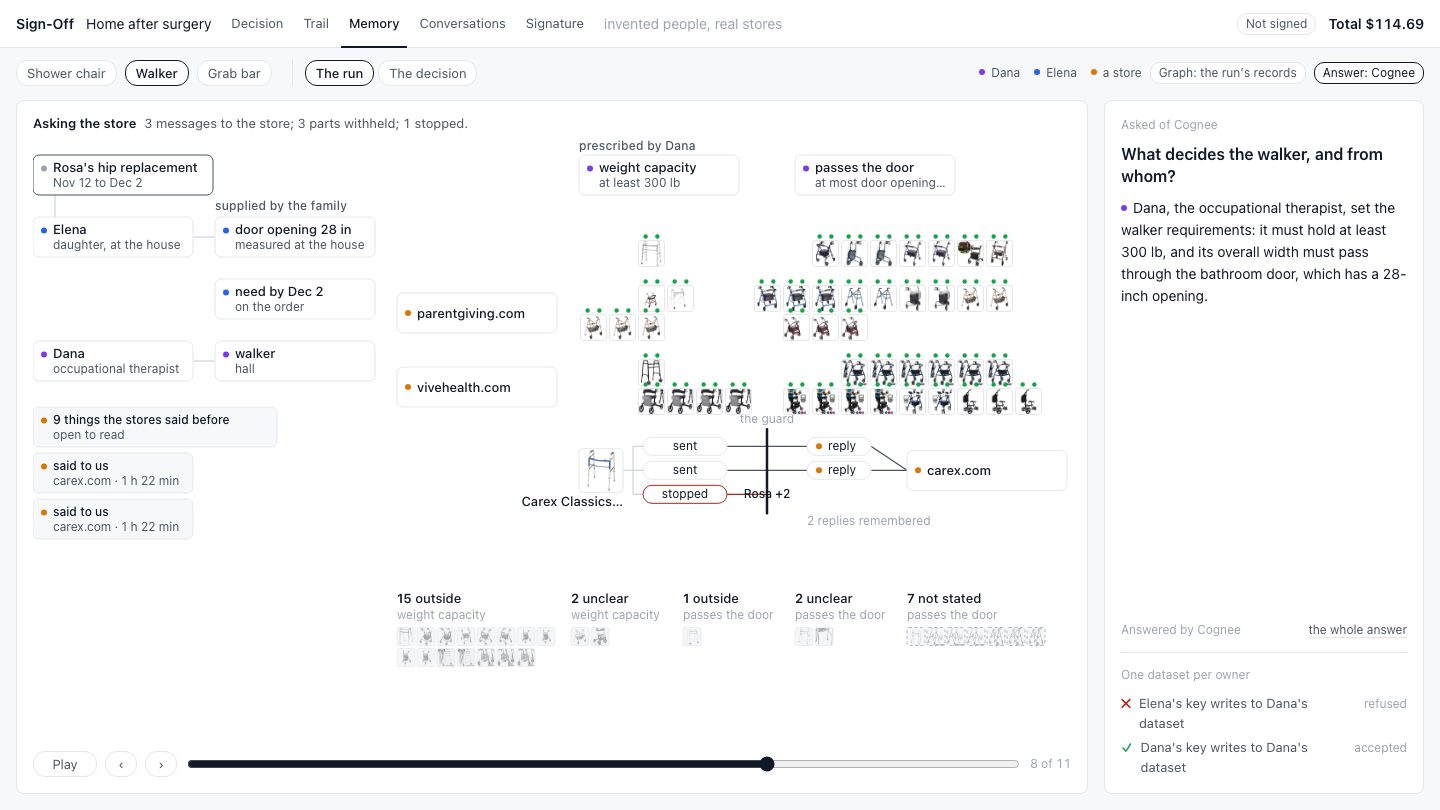 Sign-Off Home after surgery Decision Trail Memory Conversations Signature invented people, real stores Not signed Total $114.69
Shower chair Walker Grab bar The run The decision Dana Elena a store Graph: the run's records Answer: Cognee
Asking the store 3 messages to the store; 3 parts withheld; 1 stopped.
prescribed by Dana
Rosa's hip replacement
Nov 12 to Dec 2
weight capacity
at least 300 lb
passes the door
at most door opening...
supplied by the family
Elena
daughter, at the house
door opening 28 in
measured at the house
need by Dec 2
on the order
parentgiving.com
Dana
occupational therapist
walker
hall
vivehealth.com
9 things the stores said before
open to read
said to us
carex.com · 1 h 22 min
said to us
carex.com · 1 h 22 min
the guard
sent reply
sent reply
stopped Rosa +2
carex.com
Carex Classics...
2 replies remembered
15 outside
weight capacity
2 unclear
weight capacity
1 outside
passes the door
2 unclear
passes the door
7 not stated
passes the door
Play ‹ › 8 of 11
Asked of Cognee
What decides the walker, and from
whom?
Dana, the occupational therapist, set the
walker requirements: it must hold at least
300 lb, and its overall width must pass
through the bathroom door, which has a 28-
inch opening.
Answered by Cognee the whole answer
One dataset per owner
Elena's key writes to Dana's
dataset
refused
Dana's key writes to Dana's
dataset
accepted